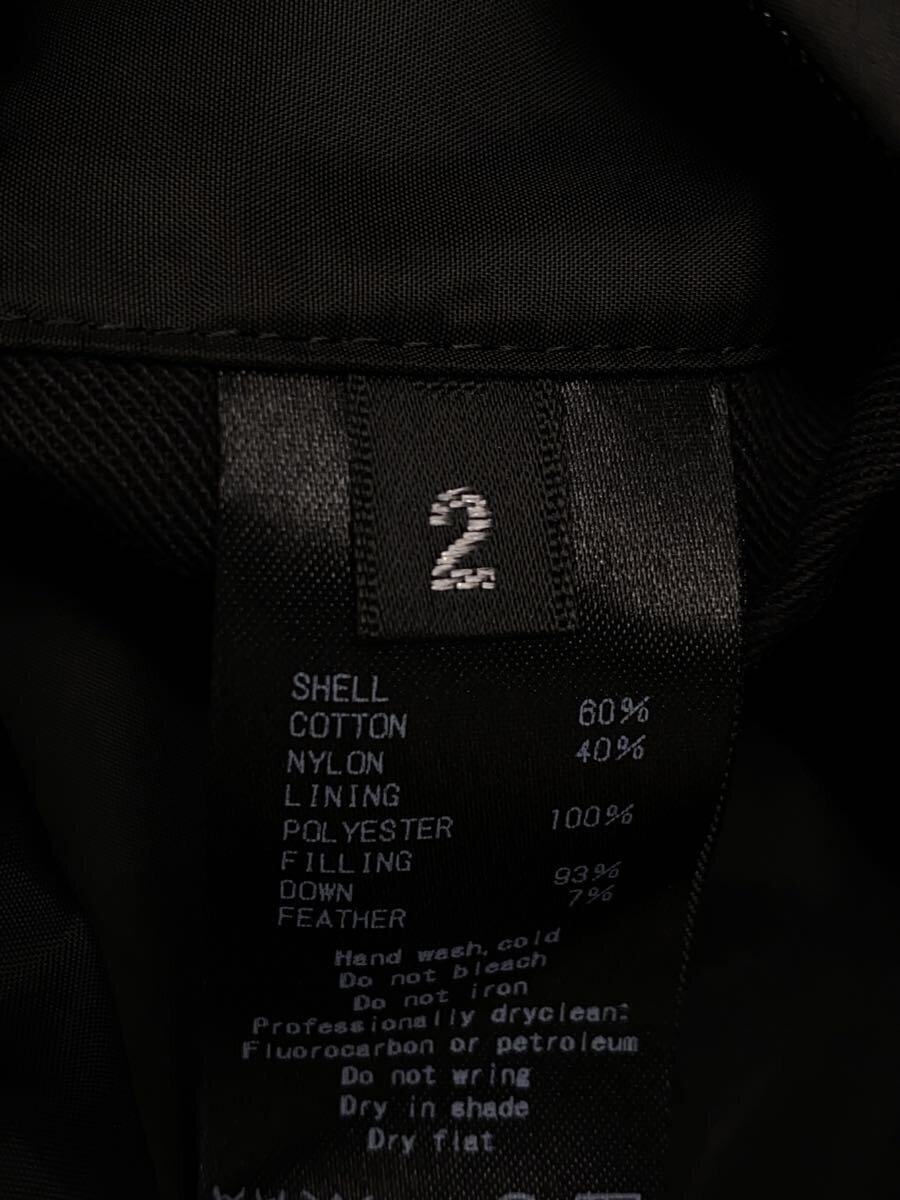 2
SHELL
COTTON 60%
NYLON 40%
LINING
POLYESTER 100%
FILLING
DOWN 93%
FEATHER 7%
Hand wash, cold
Do not bleach
Do not iron
Professionally dryclean:
Fluorocarbon or petroleum
Do not wring
Dry in shade
Dry flat